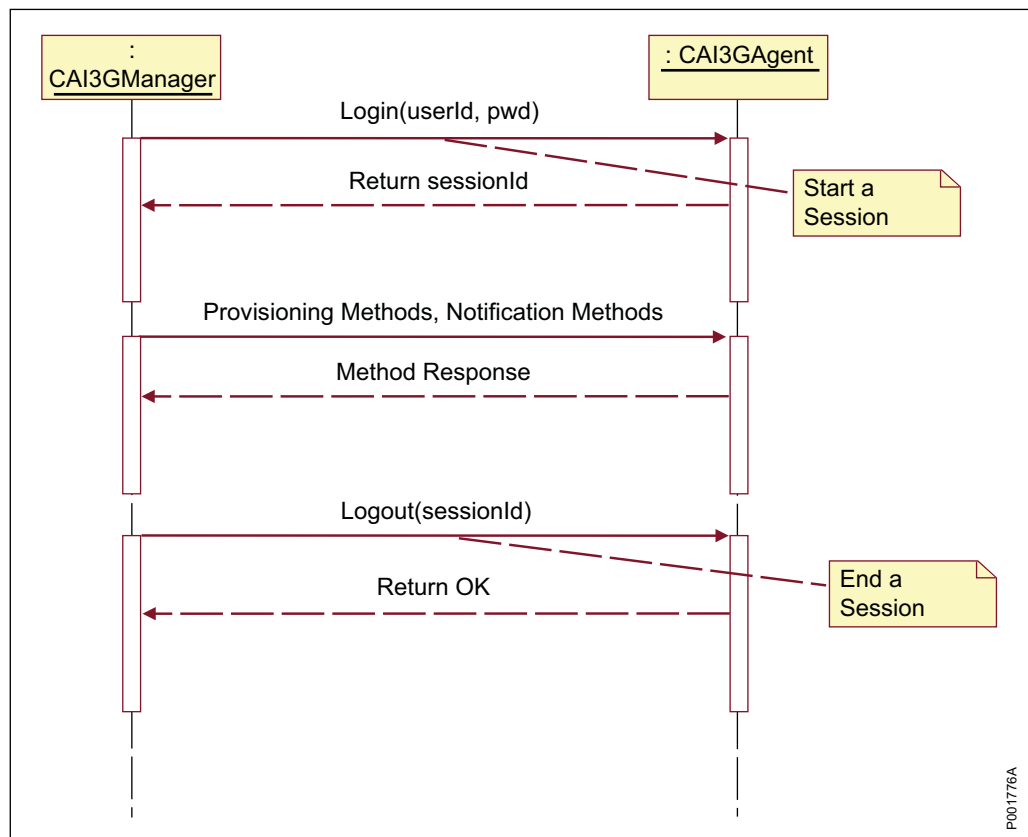 :
CAI3GManager
: CAI3GAgent
Login(userId, pwd)
Start a
Session
Return sessionId
Provisioning Methods, Notification Methods
Method Response
Logout(sessionId)
End a
Session
Return OK
P001776A